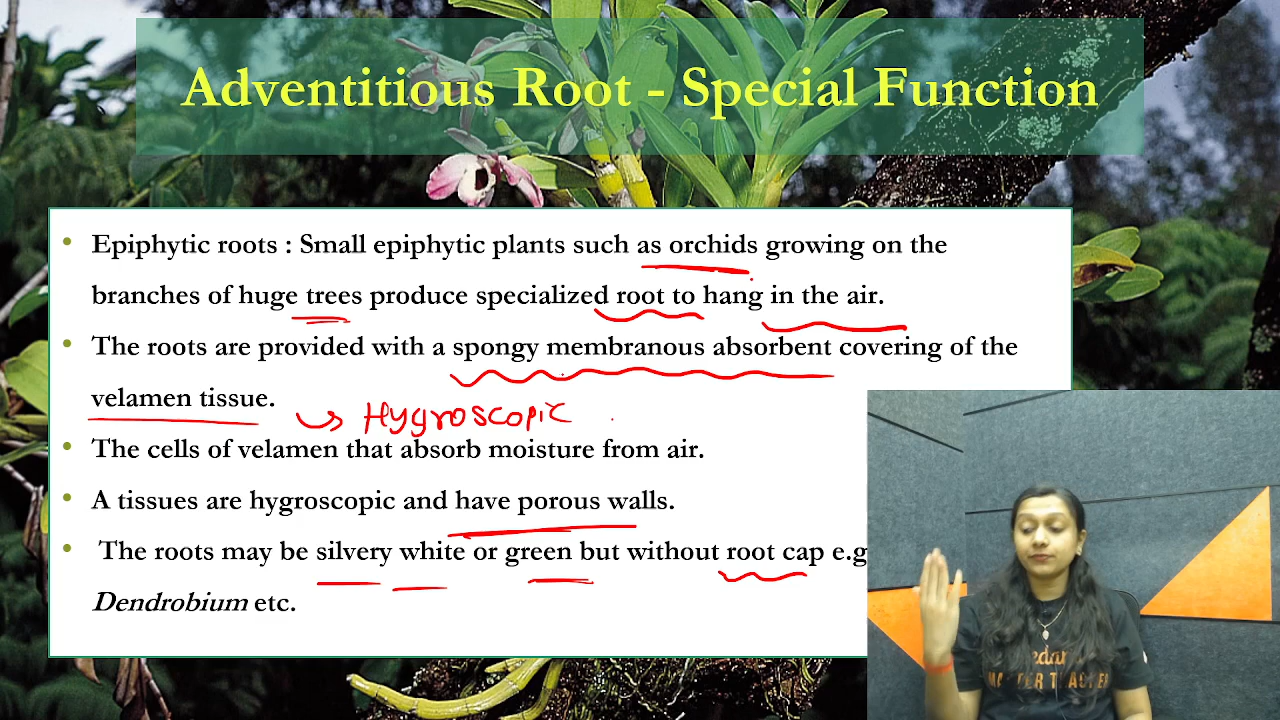 Adventitious Root - Special Function
• Epiphytic roots : Small epiphytic plants such as orchids growing on the
branches of huge trees produce specialized root to hang in the air.
• The roots are provided with a spongy membranous absorbent covering of the
velamen tissue.
Hygroscopic
• The cells of velamen that absorb moisture from air.
• A tissues are hygroscopic and have porous walls.
• The roots may be silvery white or green but without root cap e.g
Dendrobium etc.